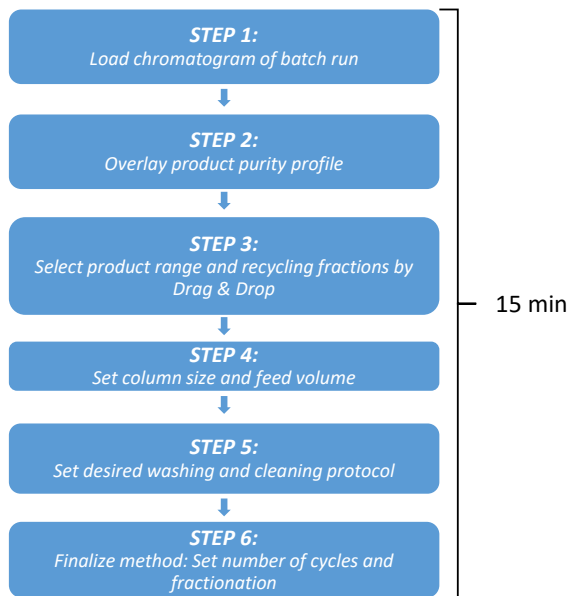 STEP 1:
Load chromatogram of batch run
STEP 2:
Overlay product purity profile
STEP 3:
Select product range and recycling fractions by
Drag & Drop
STEP 4:
Set column size and feed volume
STEP 5:
Set desired washing and cleaning protocol
STEP 6:
Finalize method: Set number of cycles and
fractionation
15 min